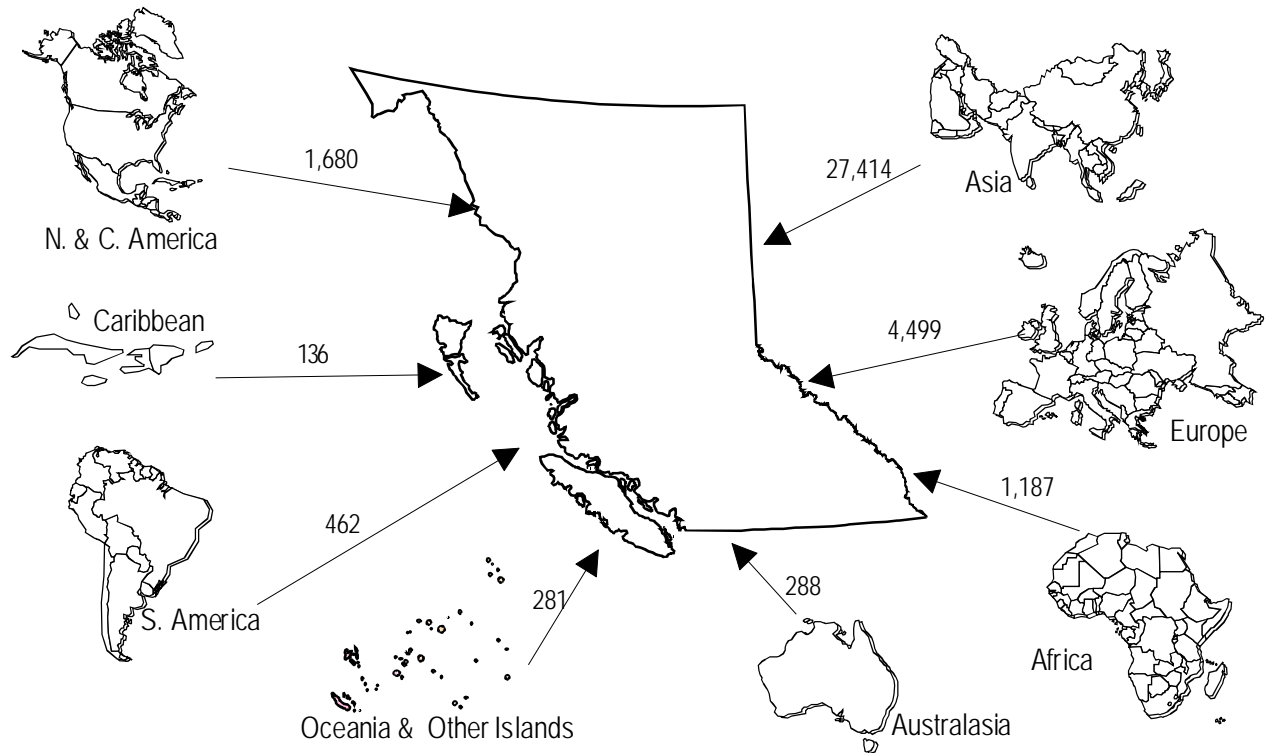 1,680
N. & C. America
27,414
Asia
Caribbean
136
4,499
Europe
462
S. America
1,187
Africa
281
Oceania & Other Islands
288
Australasia